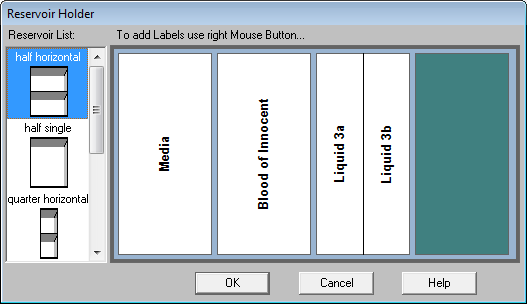 Reservoir Holder
Reservoir List:
To add Labels use right Mouse Button...
half horizontal
half single
quarter horizontal
Media
Blood of Innocent
Liquid 3a
Liquid 3b
OK
Cancel
Help